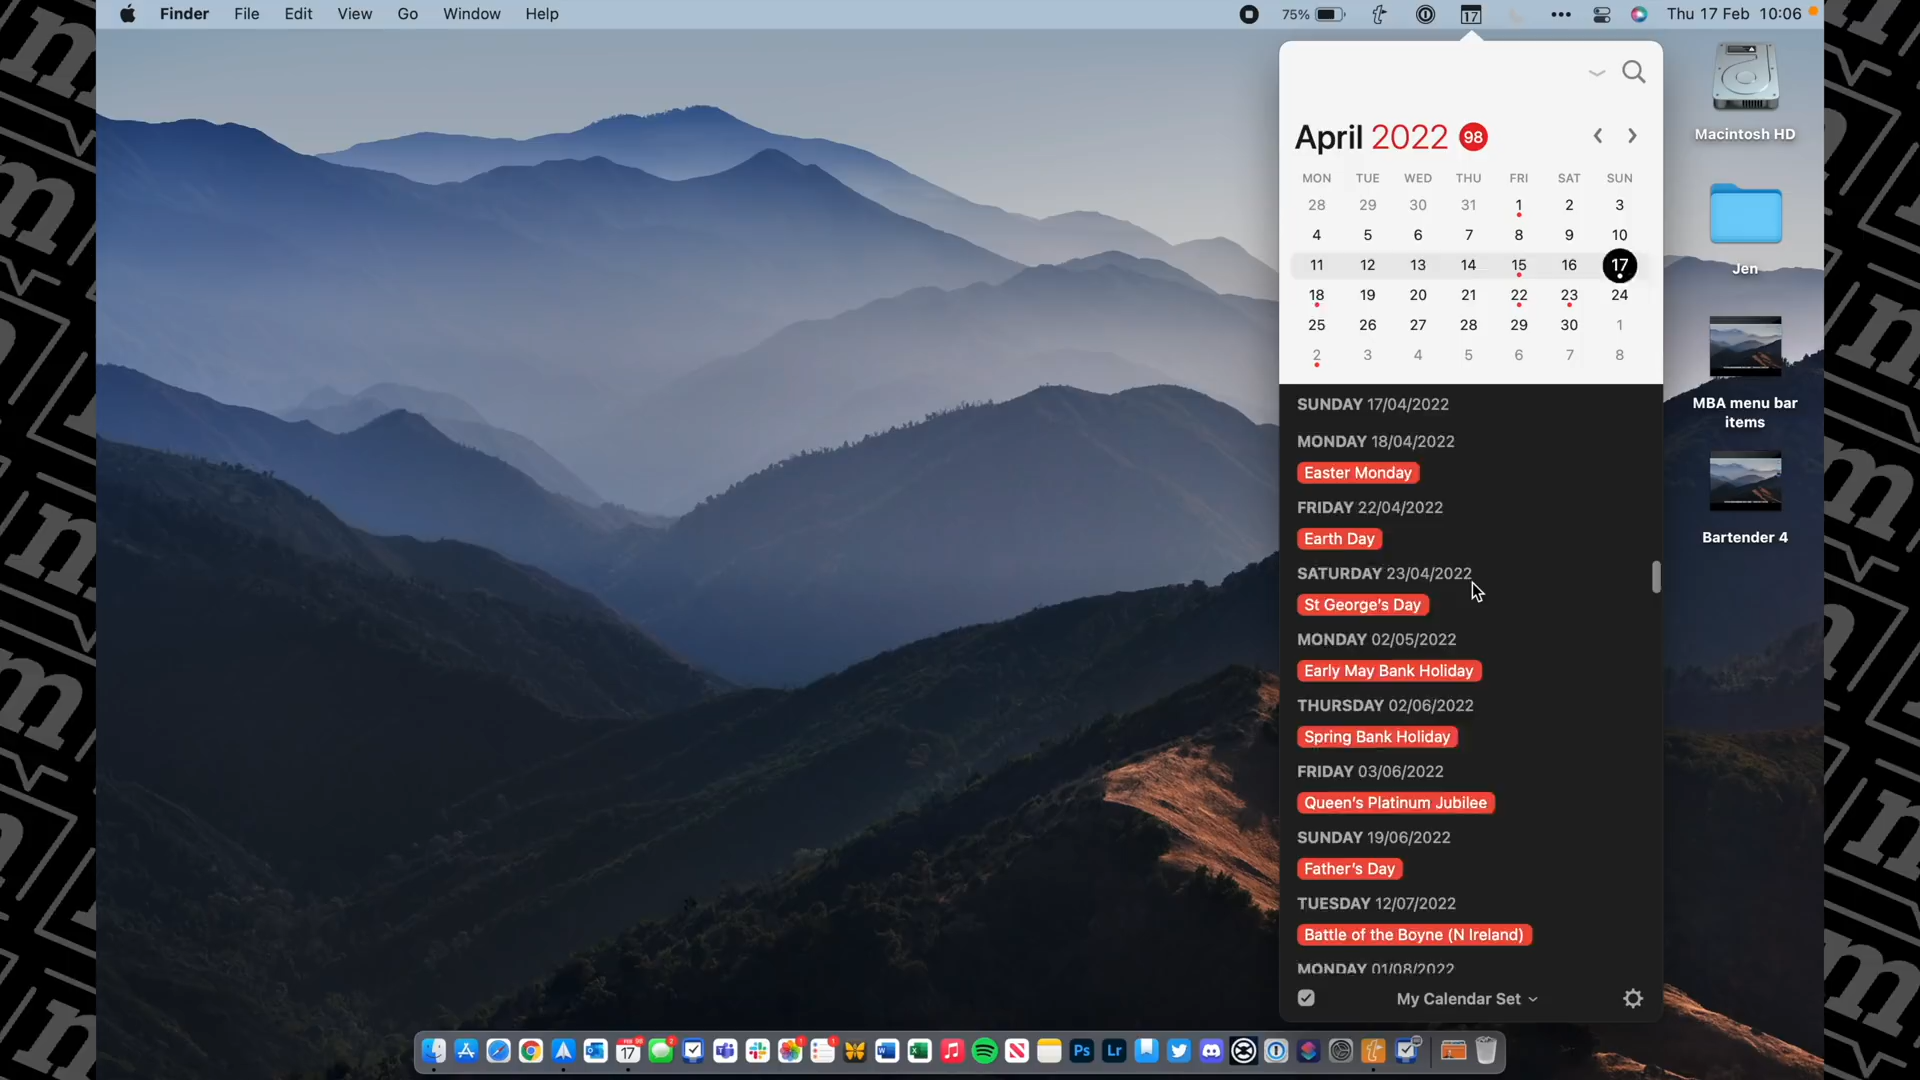 Finder File Edit View Go Window Help 75% 17 Thu 17 Feb 10:06
April 2022 98
MON TUE WED THU FRI SAT SUN
28 29 30 31 1 2 3
4 5 6 7 8 9 10
11 12 13 14 15 16 17
18 19 20 21 22 23 24
25 26 27 28 29 30 1
2 3 4 5 6 7 8
SUNDAY 17/04/2022
MONDAY 18/04/2022
Easter Monday
FRIDAY 22/04/2022
Earth Day
SATURDAY 23/04/2022
St George's Day
MONDAY 02/05/2022
Early May Bank Holiday
THURSDAY 02/06/2022
Spring Bank Holiday
FRIDAY 03/06/2022
Queen's Platinum Jubilee
SUNDAY 19/06/2022
Father's Day
TUESDAY 12/07/2022
Battle of the Boyne (N Ireland)
MONDAY 01/08/2022
My Calendar Set
Macintosh HD
Jen
MBA menu bar
items
Bartender 4
17 Ps Lr